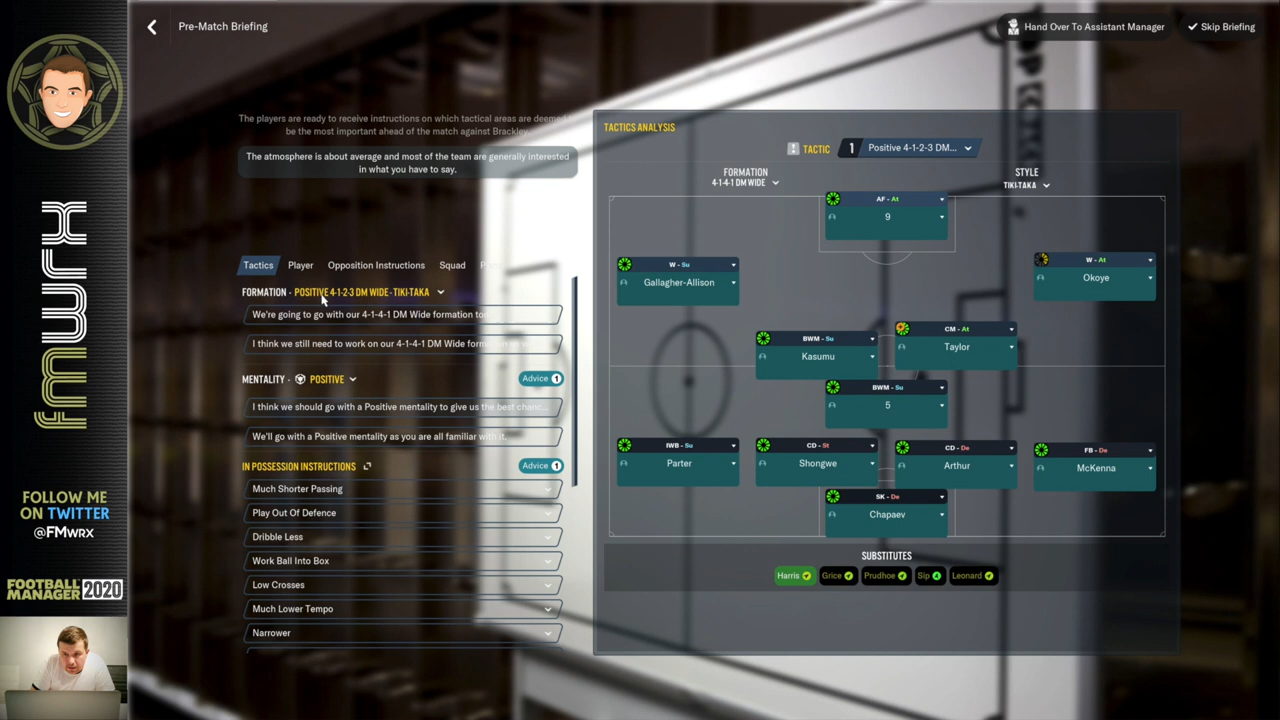 Pre-Match Briefing
Hand Over To Assistant Manager
Skip Briefing
The players are ready to receive instructions on which tactical areas are deemed to
be the most important ahead of the match against Brackley.
The atmosphere is about average and most of the team are generally interested
in what you have to say.
Tactics
Player
Opposition Instructions
Squad
FORMATION - POSITIVE 4-1-2-3 DM WIDE - TIKI-TAKA
We're going to go with our 4-1-4-1 DM Wide formation
I think we still need to work on our 4-1-4-1 DM Wide
MENTALITY - POSITIVE
Advice 1
I think we should go with a Positive mentality to give us the best
We'll go with a Positive mentality as you are all familiar with it.
IN POSSESSION INSTRUCTIONS
Advice 1
Much Shorter Passing
Play Out Of Defence
Dribble Less
Work Ball Into Box
Low Crosses
Much Lower Tempo
Narrower
TACTICS ANALYSIS
TACTIC
1 Positive 4-1-2-3 DM...
FORMATION
4-1-4-1 DM WIDE
STYLE
TIKI-TAKA
AF - At
9
W - Su
Gallagher-Allison
W - At
Okoye
BWM - Su
Kasumu
CM - At
Taylor
BWM - Su
5
IWB - Su
Parter
CD - St
Shongwe
CD - De
Arthur
FB - De
McKenna
SK - De
Chapaev
SUBSTITUTES
Harris
Grice
Prudhoe
Sip
Leonard
FMWRX
FOLLOW ME
ON TWITTER
@FMWRX
FOOTBALL
MANAGER 2020